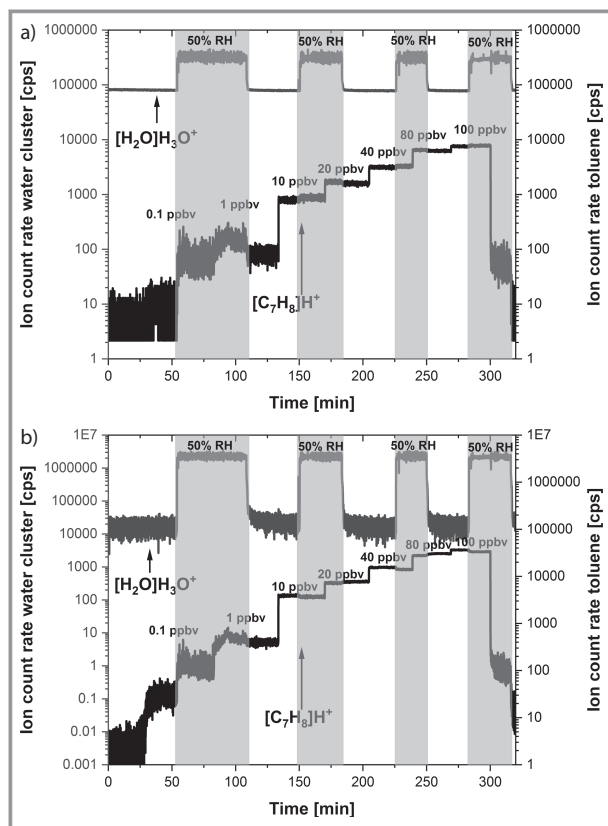 a)
50% RH
50% RH
50% RH
50% RH
1000000
100000
10000
1000
100
10
1
Ion count rate water cluster [cps]
[H₂O]H₃O⁺
0.1 ppbv
1 ppbv
10 ppbv
20 ppbv
40 ppbv
80 ppbv
100 ppbv
[C₇H₈]H⁺
1000000
100000
10000
1000
100
10
1
Ion count rate toluene [cps]
0 50 100 150 200 250 300
Time [min]
b)
50% RH
50% RH
50% RH
50% RH
1E7
1000000
100000
10000
1000
100
10
1
0.1
0.01
0.001
Ion count rate water cluster [cps]
[H₂O]H₃O⁺
0.1 ppbv
1 ppbv
10 ppbv
20 ppbv
40 ppbv
80 ppbv
100 ppbv
[C₇H₈]H⁺
1E7
1000000
100000
10000
1000
100
10
1
Ion count rate toluene [cps]
0 50 100 150 200 250 300
Time [min]